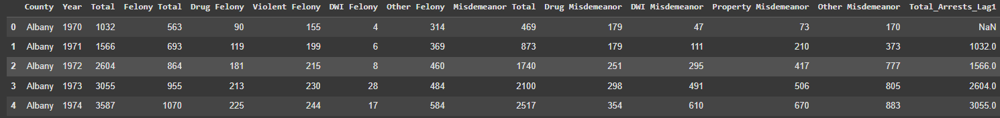 County Year Total Felony Total Drug Felony Violent Felony DWI Felony Other Felony Misdemeanor Total Drug Misdemeanor DWI Misdemeanor Property Misdemeanor Other Misdemeanor Total_Arrests_Lag1
0 Albany 1970 1032 563 90 155 4 314 469 179 47 73 170 NaN
1 Albany 1971 1566 693 119 199 6 369 873 179 111 210 373 1032.0
2 Albany 1972 2604 864 181 215 8 460 1740 251 295 417 777 1566.0
3 Albany 1973 3055 955 213 230 28 484 2100 298 491 506 805 2604.0
4 Albany 1974 3587 1070 225 244 17 584 2517 354 610 670 883 3055.0